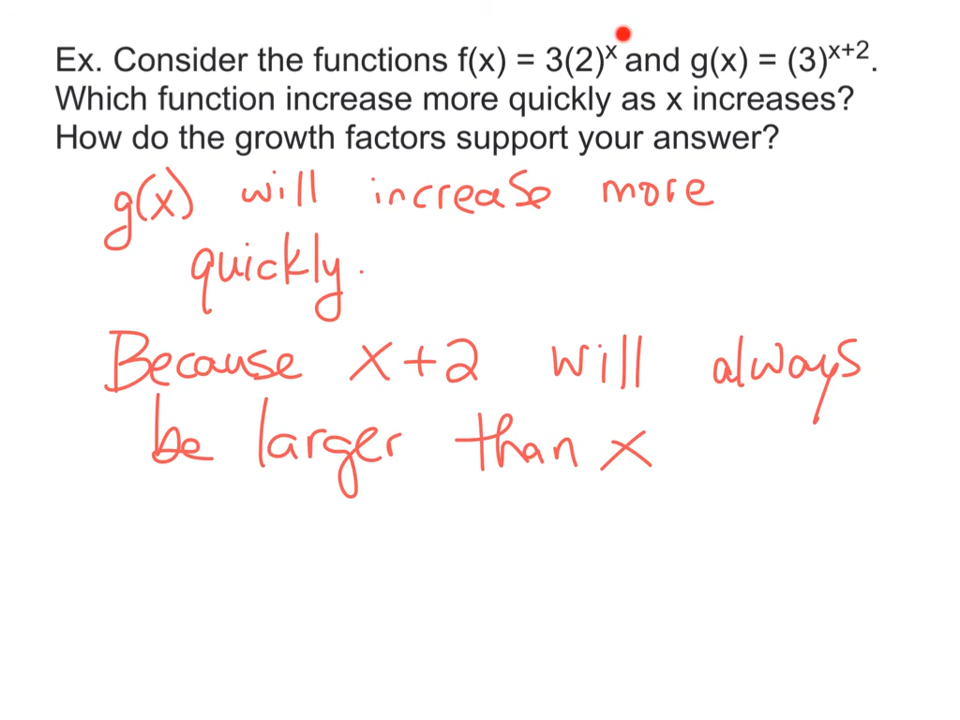 Ex. Consider the functions f(x) = 3(2)ˣ and g(x) = (3)ˣ⁺².
Which function increase more quickly as x increases?
How do the growth factors support your answer?
g(x) will increase more
quickly.
Because x+2 will always
be larger than x